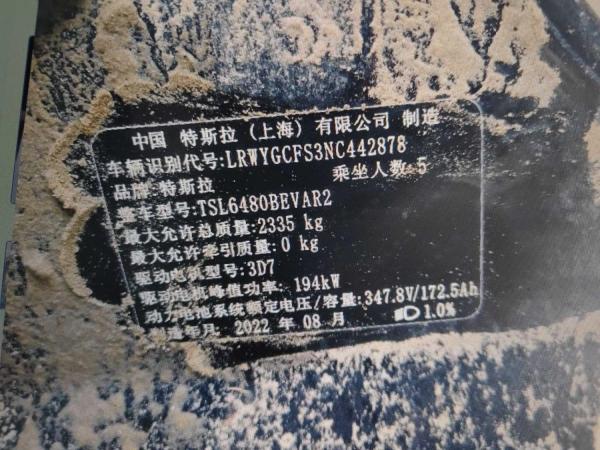 中国 特斯拉（上海）有限公司 制造
车辆识别代号:LRWYGCFS3NC442878
品牌:特斯拉 乘坐人数:5
整车型号:TSL6480BEVAR2
最大允许总质量:2335 kg
最大允许牵引质量:0 kg
驱动电机型号:3D7
驱动电机峰值功率: 194kW
动力电池系统额定电压/容量:347.8V/172.5Ah
造年月: 2022 年 08 月 1.0%